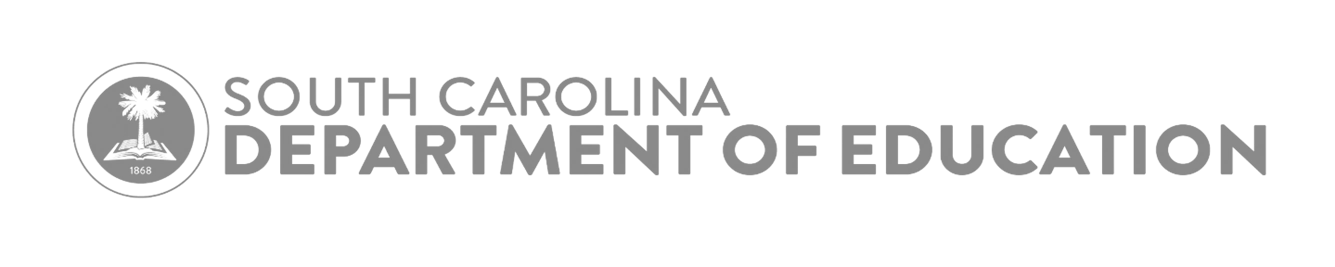 SOUTH CAROLINA
DEPARTMENT OF EDUCATION
1868